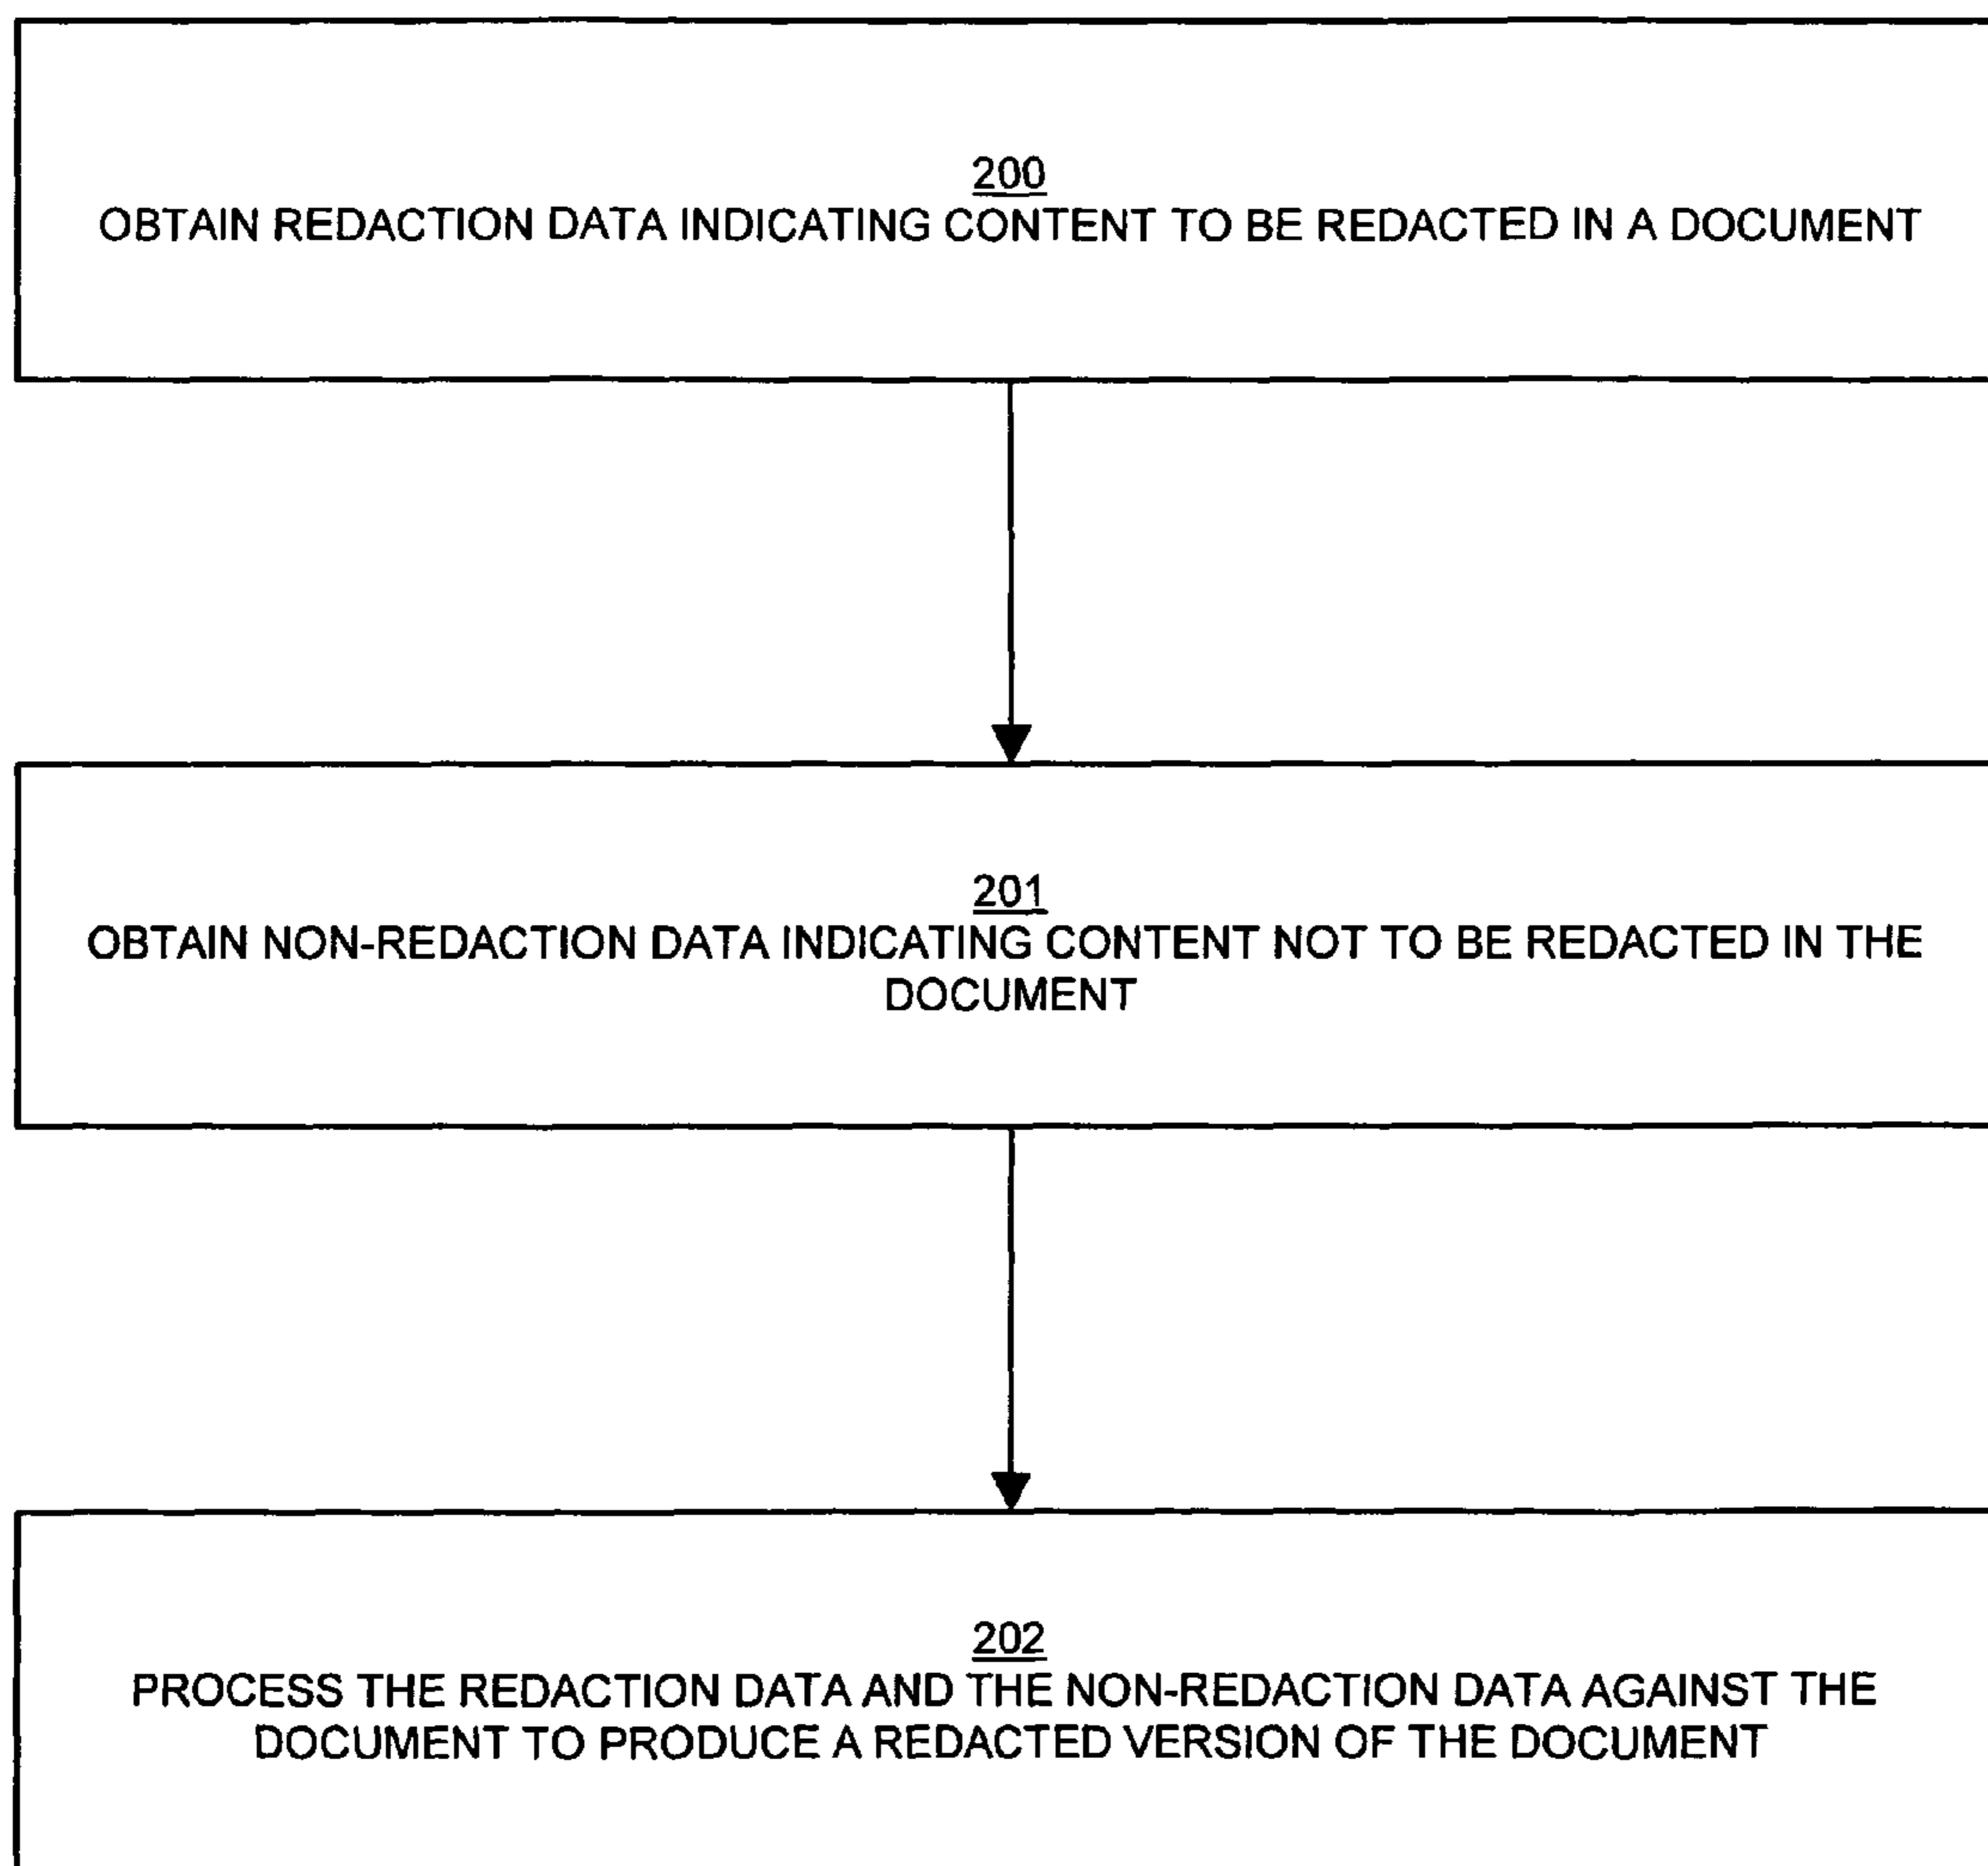 200
OBTAIN REDACTION DATA INDICATING CONTENT TO BE REDACTED IN A DOCUMENT
201
OBTAIN NON-REDACTION DATA INDICATING CONTENT NOT TO BE REDACTED IN THE
DOCUMENT
202
PROCESS THE REDACTION DATA AND THE NON-REDACTION DATA AGAINST THE
DOCUMENT TO PRODUCE A REDACTED VERSION OF THE DOCUMENT